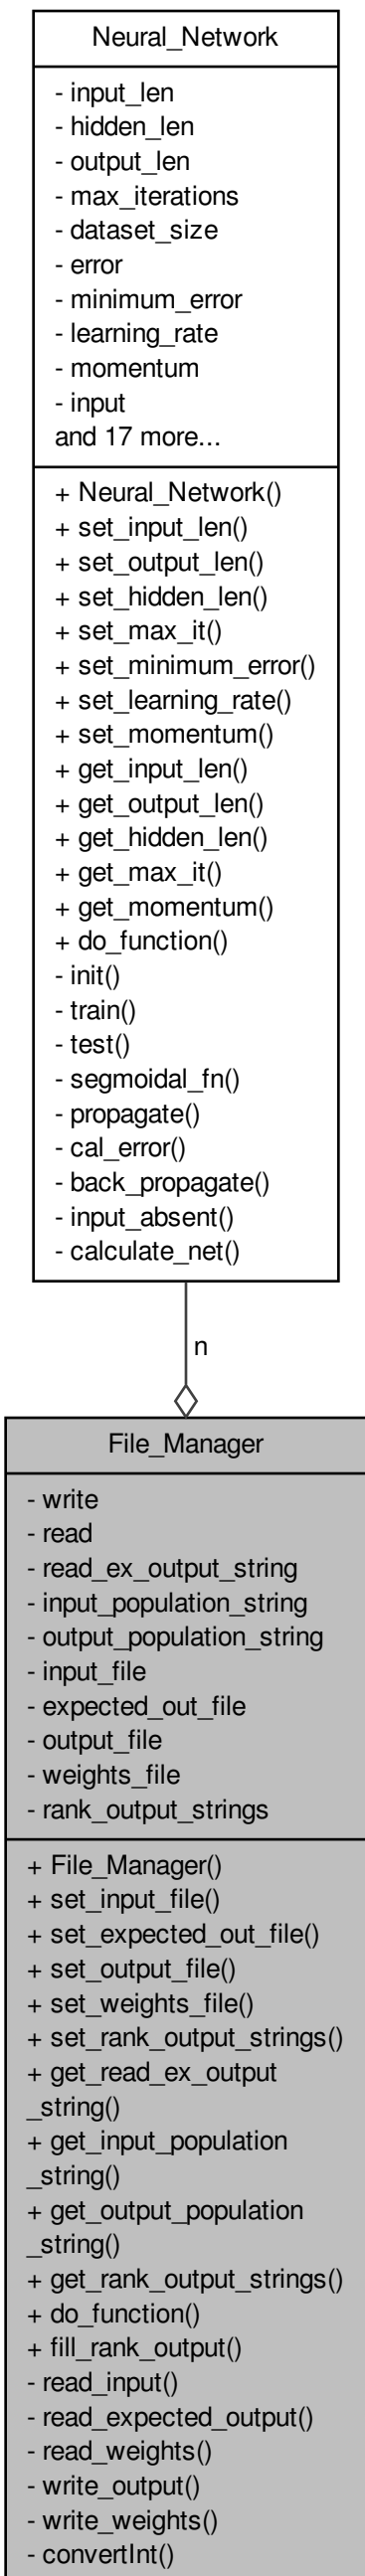 Neural_Network
- input_len
- hidden_len
- output_len
- max_iterations
- dataset_size
- error
- minimum_error
- learning_rate
- momentum
- input
and 17 more...
+ Neural_Network()
+ set_input_len()
+ set_output_len()
+ set_hidden_len()
+ set_max_it()
+ set_minimum_error()
+ set_learning_rate()
+ set_momentum()
+ get_input_len()
+ get_output_len()
+ get_hidden_len()
+ get_max_it()
+ get_momentum()
+ do_function()
- init()
- train()
- test()
- segmoidal_fn()
- propagate()
- cal_error()
- back_propagate()
- input_absent()
- calculate_net()
n
File_Manager
- write
- read
- read_ex_output_string
- input_population_string
- output_population_string
- input_file
- expected_out_file
- output_file
- weights_file
- rank_output_strings
+ File_Manager()
+ set_input_file()
+ set_expected_out_file()
+ set_output_file()
+ set_weights_file()
+ set_rank_output_strings()
+ get_read_ex_output
_string()
+ get_input_population
_string()
+ get_output_population
_string()
+ get_rank_output_strings()
+ do_function()
+ fill_rank_output()
- read_input()
- read_expected_output()
- read_weights()
- write_output()
- write_weights()
- convertInt()